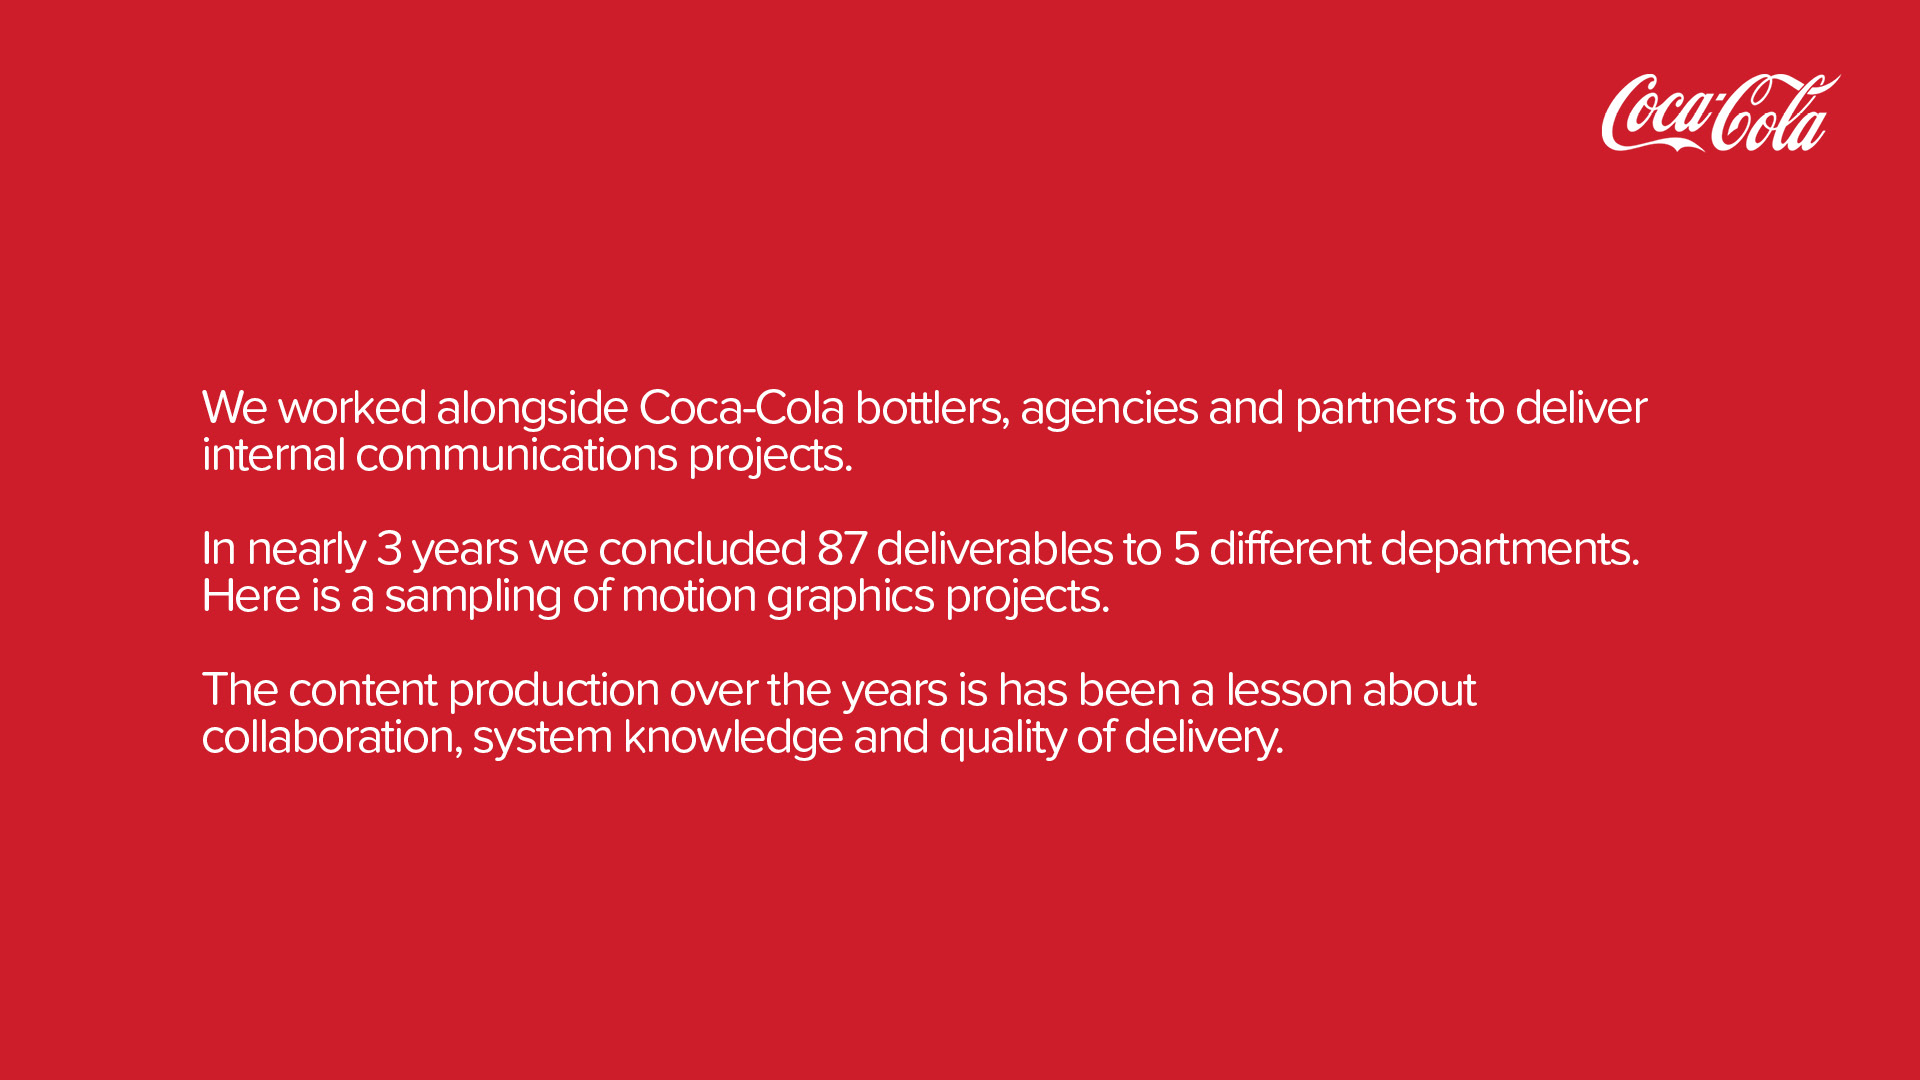 Coca-Cola
We worked alongside Coca-Cola bottlers, agencies and partners to deliver
internal communications projects.
In nearly 3 years we concluded 87 deliverables to 5 different departments.
Here is a sampling of motion graphics projects.
The content production over the years is has been a lesson about
collaboration, system knowledge and quality of delivery.